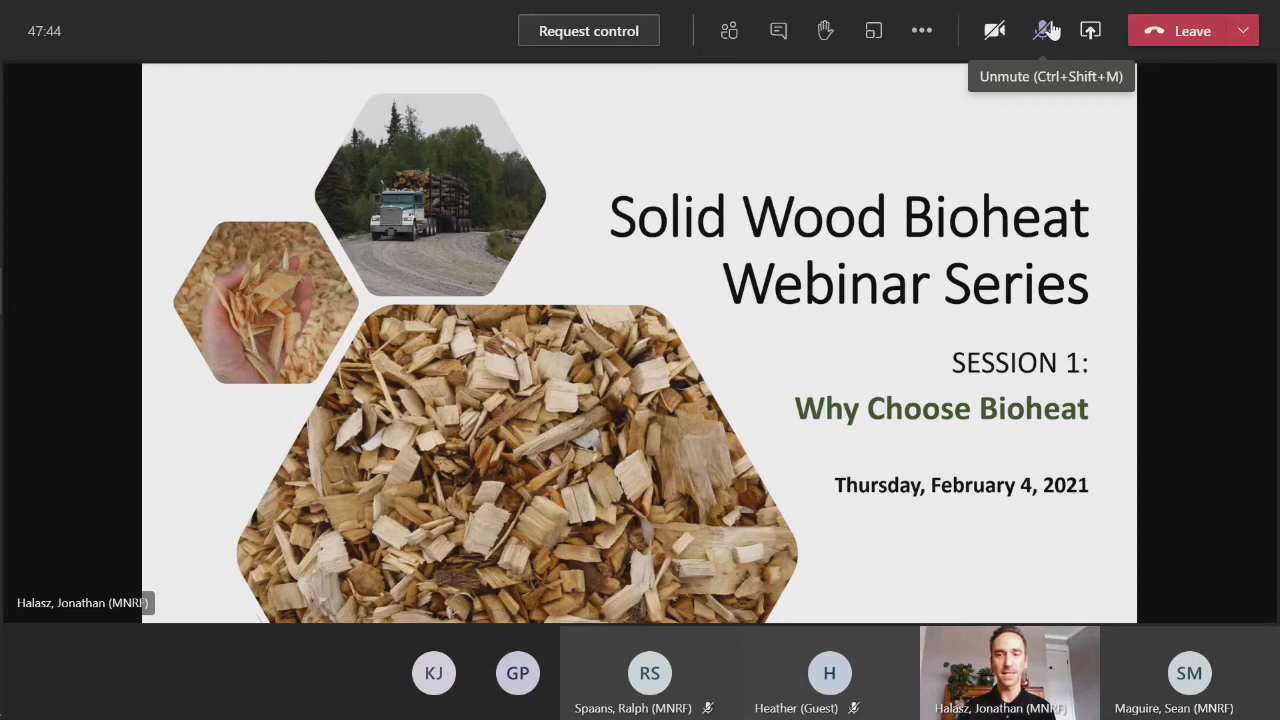 47:44
Request control
Leave
Unmute (Ctrl+Shift+M)
Solid Wood Bioheat
Webinar Series
SESSION 1:
Why Choose Bioheat
Thursday, February 4, 2021
Halasz, Jonathan (MNRF)
KJ
GP
RS
H
SM
Spaans, Ralph (MNRF)
Heather (Guest)
Halasz, Jonathan (MNRF)
Maguire, Sean (MNRF)